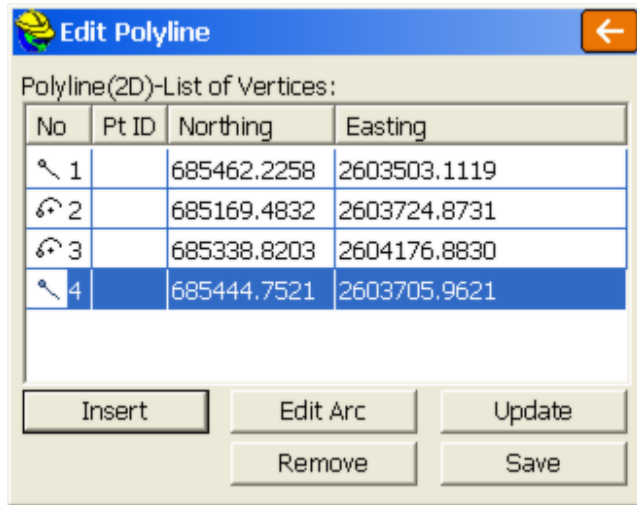 Edit Polyline
Polyline(2D)-List of Vertices:
No Pt ID Northing Easting
1 685462.2258 2603503.1119
2 685169.4832 2603724.8731
3 685338.8203 2604176.8830
4 685444.7521 2603705.9621
Insert Edit Arc Update
Remove Save